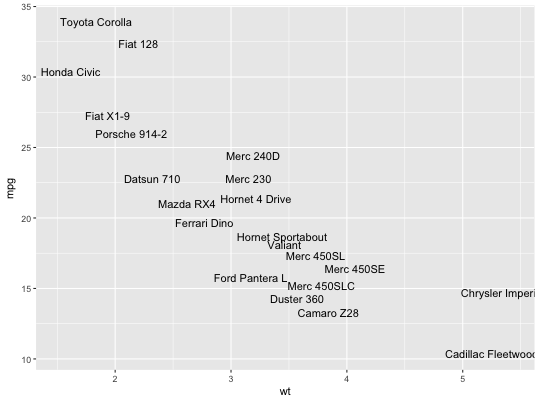 35
Toyota Corolla
Fiat 128
30
Honda Civic
Fiat X1-9
Porsche 914-2
25
Merc 240D
Datsun 710
Merc 230
Hornet 4 Drive
Mazda RX4
20
Ferrari Dino
Hornet Sportabout
Valiant
Merc 450SL
Merc 450SE
Ford Pantera L
Merc 450SLC
15
Chrysler Imperi
Duster 360
Camaro Z28
10
Cadillac Fleetwood
mpg
2
3
4
5
wt